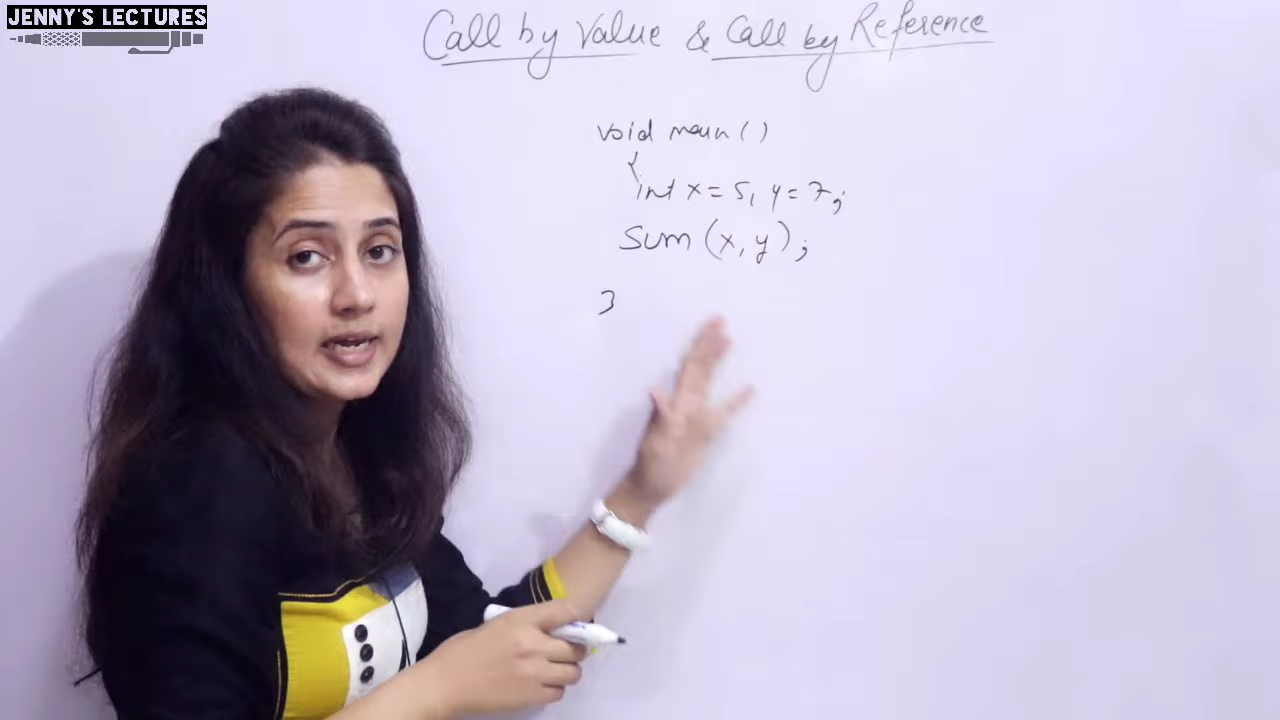 JENNY'S LECTURES
Call by Value & Call by Reference
void main ( )
{
int x = 5, y = 7;
Sum (x, y);
}